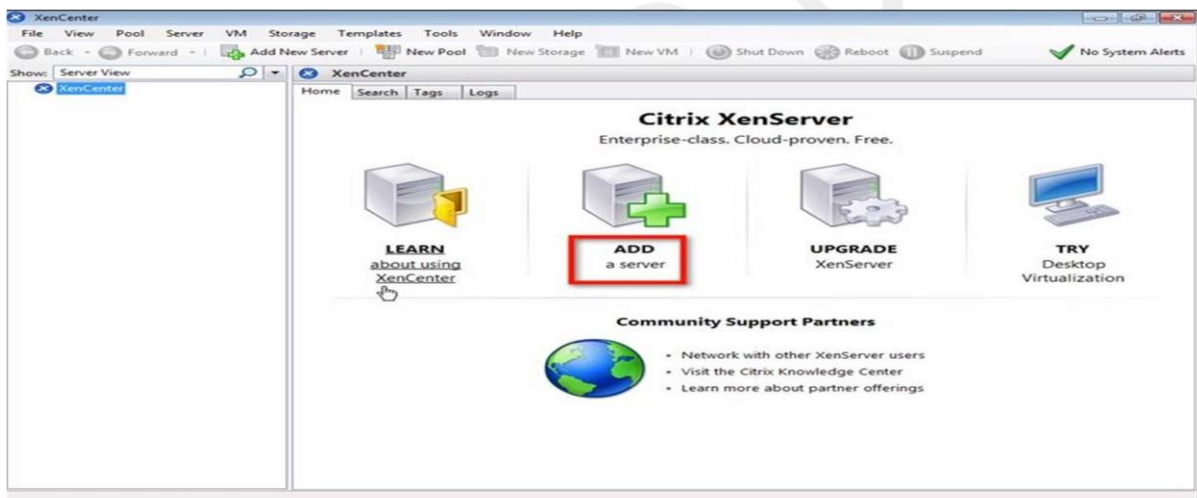 XenCenter
File View Pool Server VM Storage Templates Tools Window Help
Back Forward Add New Server New Pool New Storage New VM Shut Down Reboot Suspend No System Alerts
Show: Server View
XenCenter
XenCenter
Home Search Tags Logs
Citrix XenServer
Enterprise-class. Cloud-proven. Free.
LEARN
about using
XenCenter
ADD
a server
UPGRADE
XenServer
TRY
Desktop
Virtualization
Community Support Partners
• Network with other XenServer users
• Visit the Citrix Knowledge Center
• Learn more about partner offerings